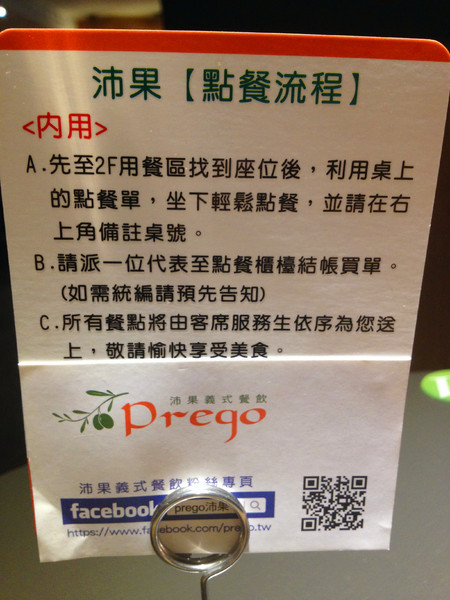 沛果【點餐流程】
<內用>
A.先至2F用餐區找到座位後，利用桌上
的點餐單，坐下輕鬆點餐，並請在右
上角備註桌號。
B.請派一位代表至點餐櫃檯結帳買單。
(如需統編請預先告知)
C.所有餐點將由客席服務生依序為您送
上，敬請愉快享受美食。
沛果義式餐飲
Prego
沛果義式餐飲粉絲專頁
facebook prego沛果
https://www.facebook.com/prego.tw